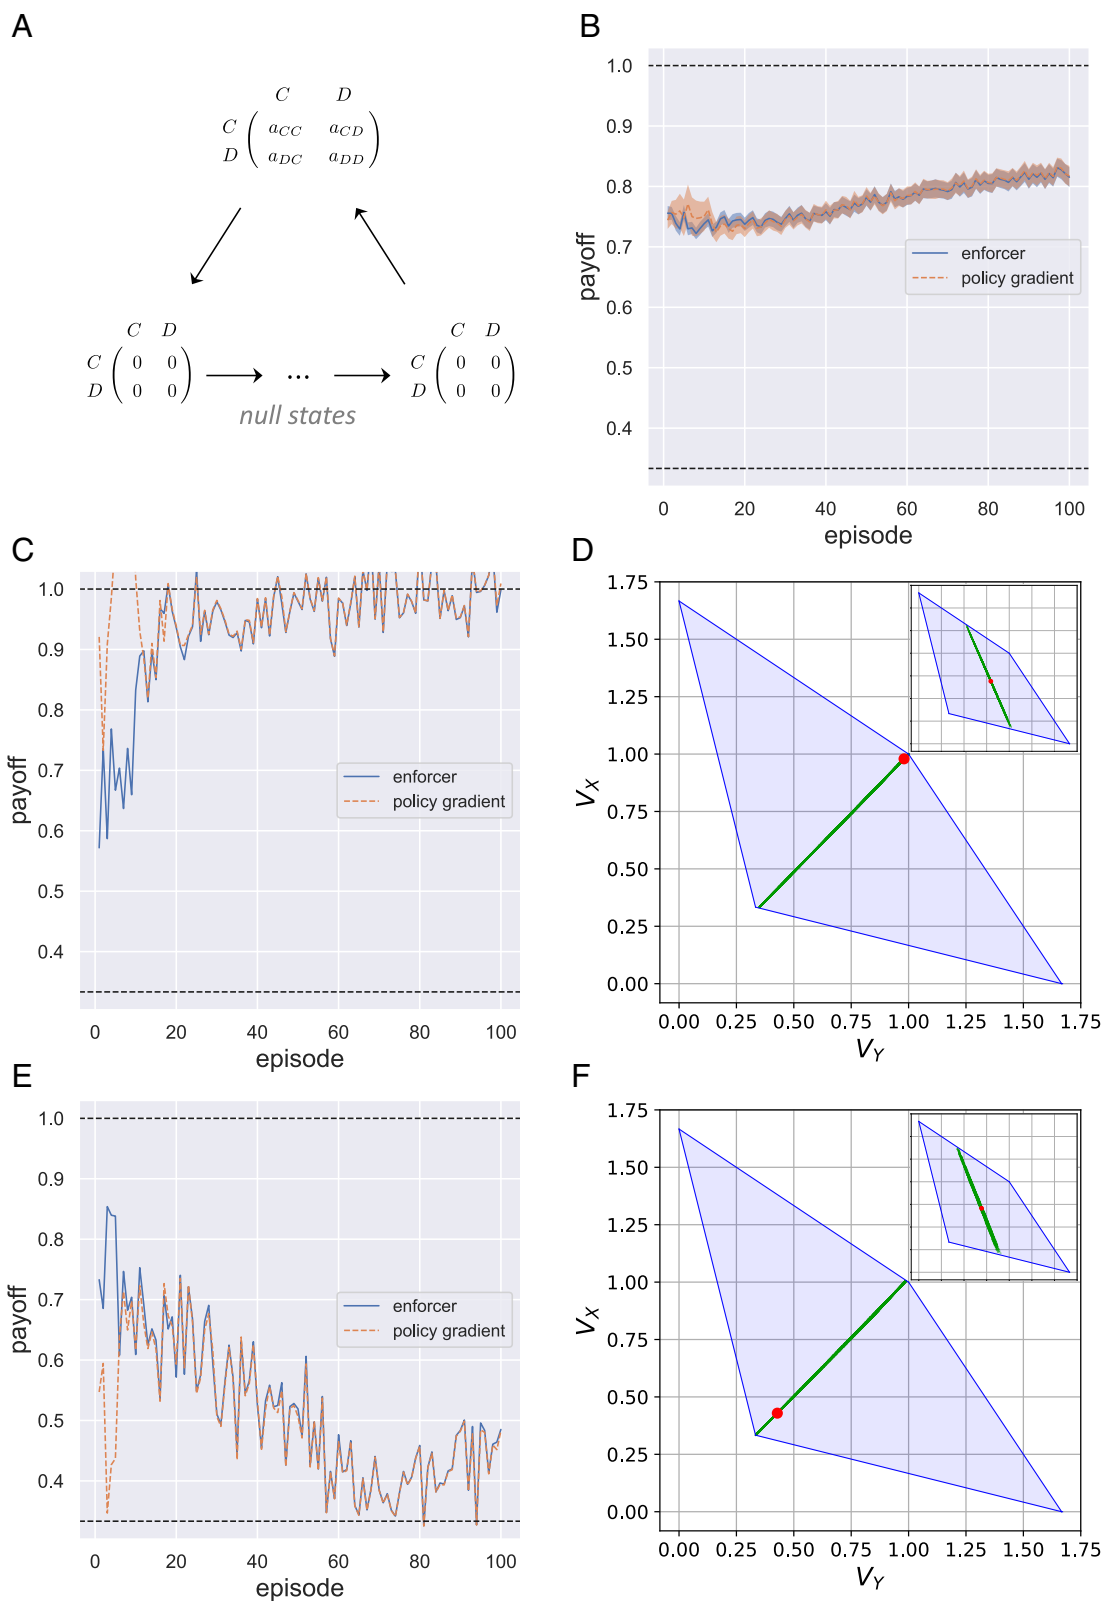 A
C D
C ( a_CC a_CD )
D ( a_DC a_DD )
C D
C ( 0 0 )
D ( 0 0 )
...
C D
C ( 0 0 )
D ( 0 0 )
null states
B
1.0
0.9
0.8
0.7
0.6
0.5
0.4
payoff
enforcer
policy gradient
0 20 40 60 80 100
episode
C
1.0
0.9
0.8
0.7
0.6
0.5
0.4
payoff
enforcer
policy gradient
0 20 40 60 80 100
episode
D
1.75
1.50
1.25
1.00
0.75
0.50
0.25
0.00
V_X
0.00 0.25 0.50 0.75 1.00 1.25 1.50 1.75
V_Y
E
1.0
0.9
0.8
0.7
0.6
0.5
0.4
payoff
enforcer
policy gradient
0 20 40 60 80 100
episode
F
1.75
1.50
1.25
1.00
0.75
0.50
0.25
0.00
V_X
0.00 0.25 0.50 0.75 1.00 1.25 1.50 1.75
V_Y